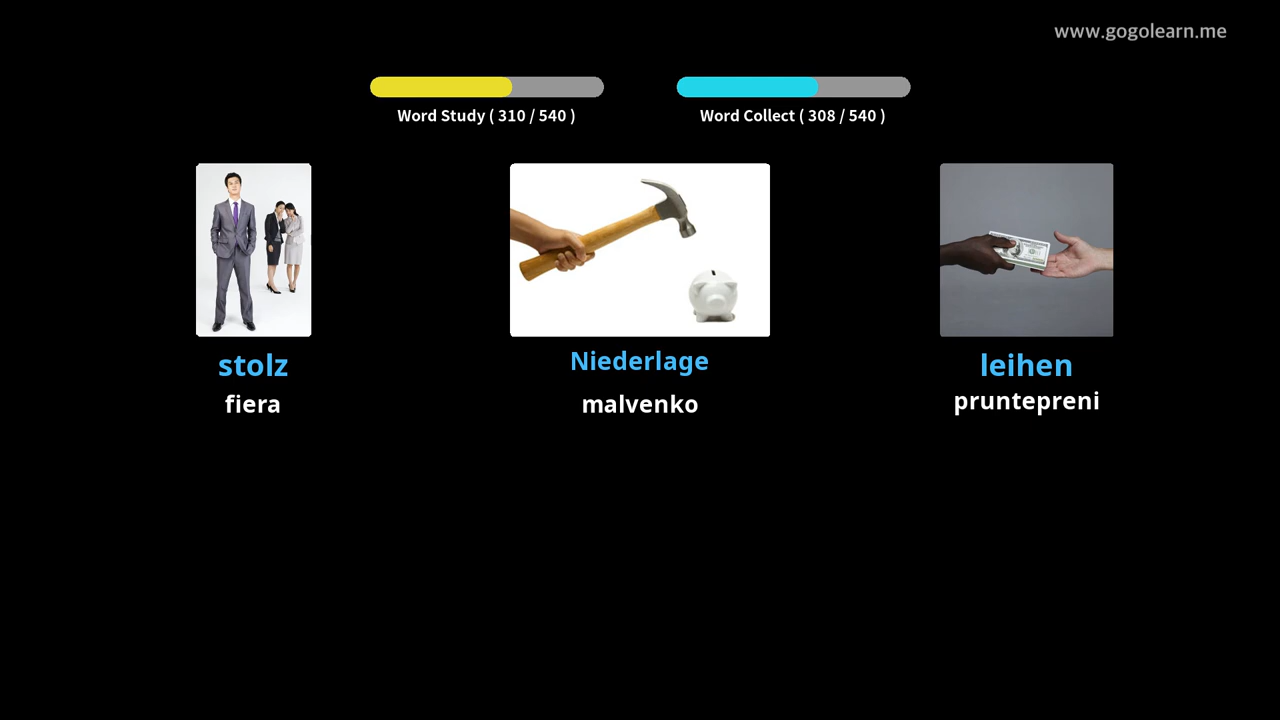 www.gogolearn.me
Word Study ( 310 / 540 )
Word Collect ( 308 / 540 )
stolz
fiera
Niederlage
malvenko
leihen
pruntepreni